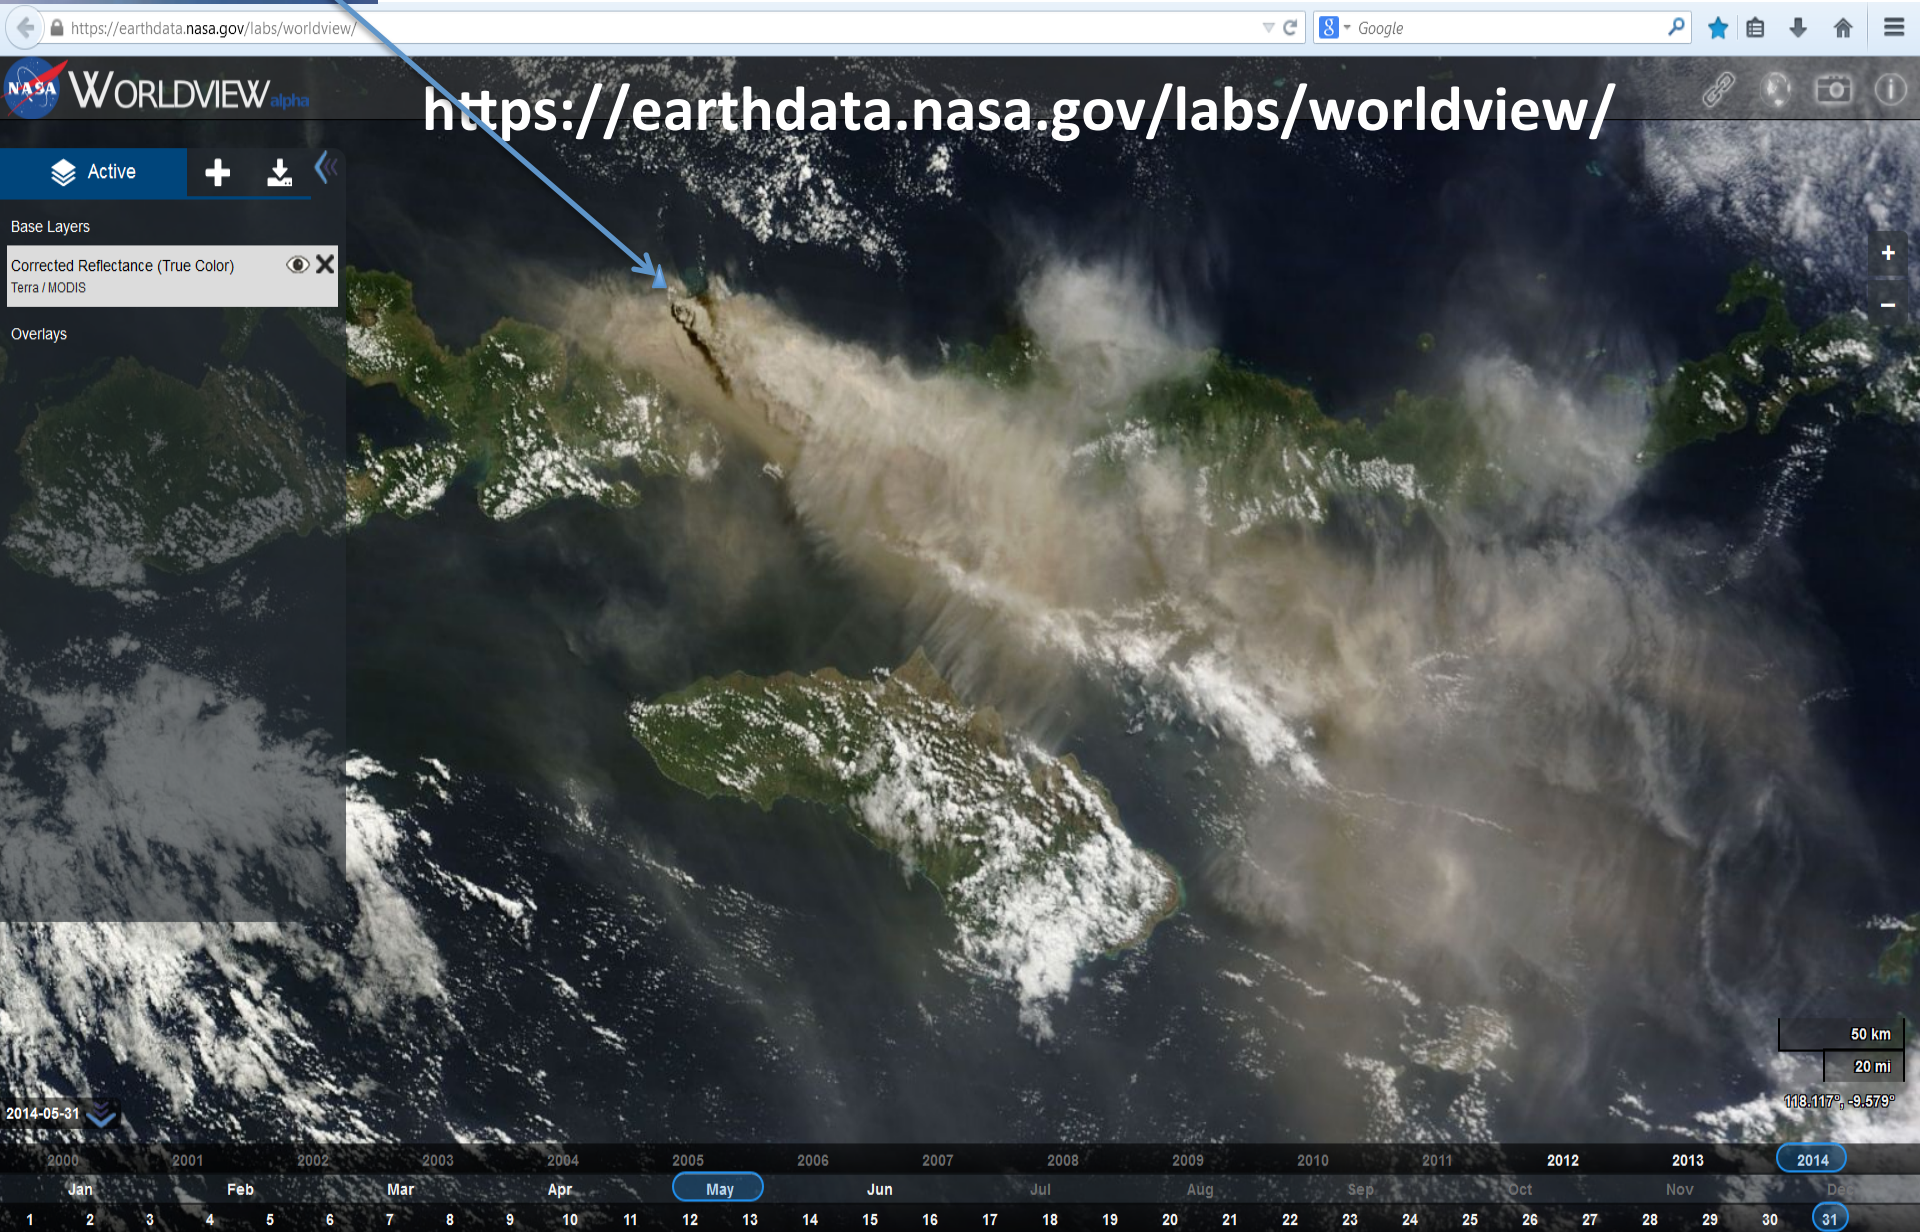 https://earthdata.nasa.gov/labs/worldview/
Google
NASA
WORLDVIEW alpha
https://earthdata.nasa.gov/labs/worldview/
Active
Base Layers
Corrected Reflectance (True Color)
Terra / MODIS
Overlays
50 km
20 mi
118.117°, -9.579°
2014-05-31
2000 2001 2002 2003 2004 2005 2006 2007 2008 2009 2010 2011 2012 2013 2014
Jan Feb Mar Apr May Jun Jul Aug Sep Oct Nov Dec
1 2 3 4 5 6 7 8 9 10 11 12 13 14 15 16 17 18 19 20 21 22 23 24 25 26 27 28 29 30 31